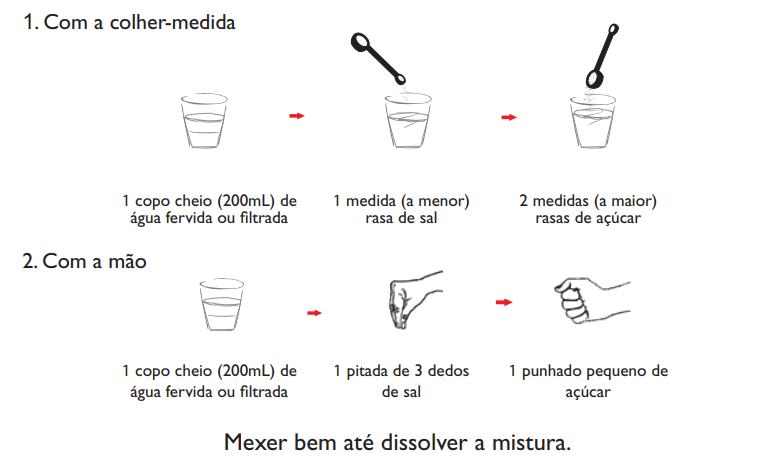 1. Com a colher-medida
1 copo cheio (200mL) de
água fervida ou filtrada
1 medida (a menor)
rasa de sal
2 medidas (a maior)
rasas de açúcar
2. Com a mão
1 copo cheio (200mL) de
água fervida ou filtrada
1 pitada de 3 dedos
de sal
1 punhado pequeno de
açúcar
Mexer bem até dissolver a mistura.